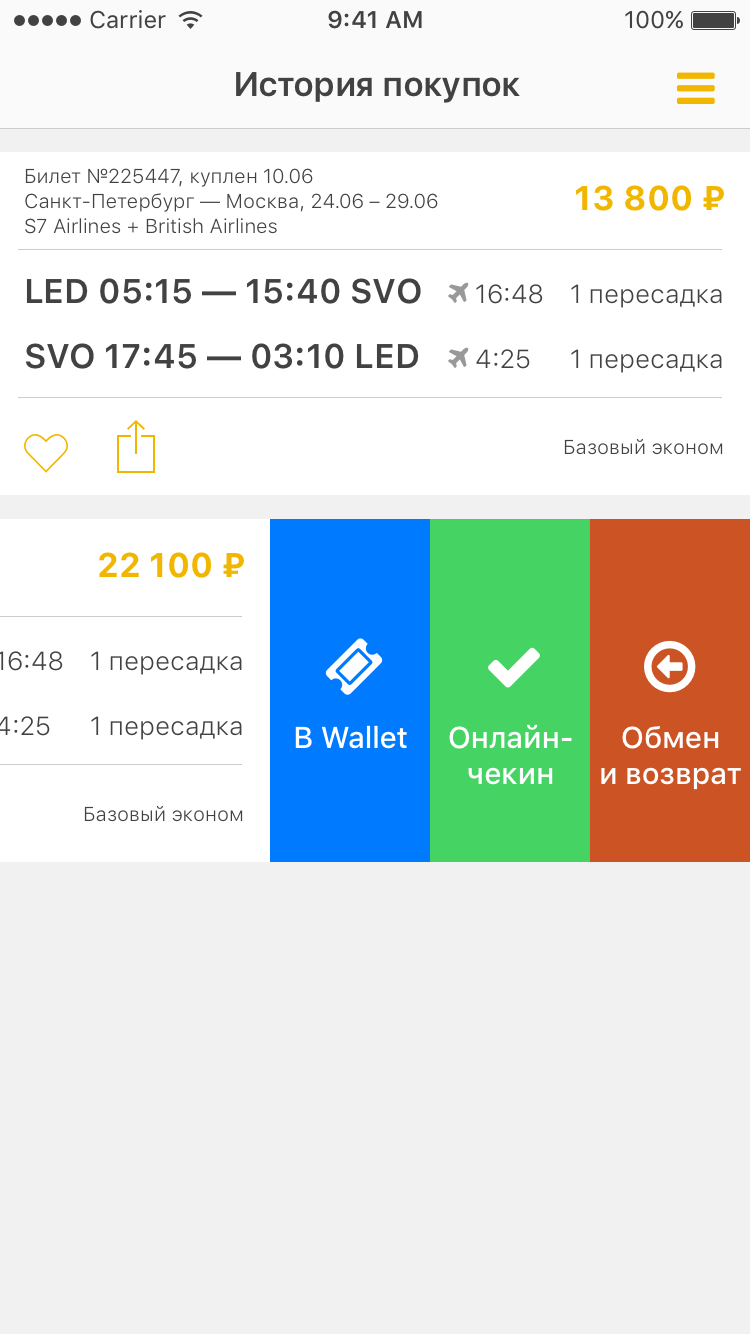 Carrier 9:41 AM 100%
История покупок
Билет №225447, куплен 10.06
Санкт-Петербург — Москва, 24.06 – 29.06
S7 Airlines + British Airlines
13 800 ₽
LED 05:15 — 15:40 SVO 16:48 1 пересадка
SVO 17:45 — 03:10 LED 4:25 1 пересадка
Базовый эконом
22 100 ₽
16:48 1 пересадка
4:25 1 пересадка
Базовый эконом
В Wallet
Онлайн-
чекин
Обмен
и возврат